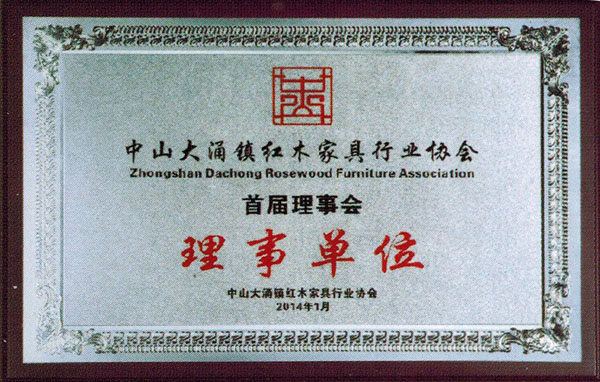 中山大涌镇红木家具行业协会
Zhongshan Dachong Rosewood Furniture Association
首届理事会
理事单位
中山大涌镇红木家具行业协会
2014年1月